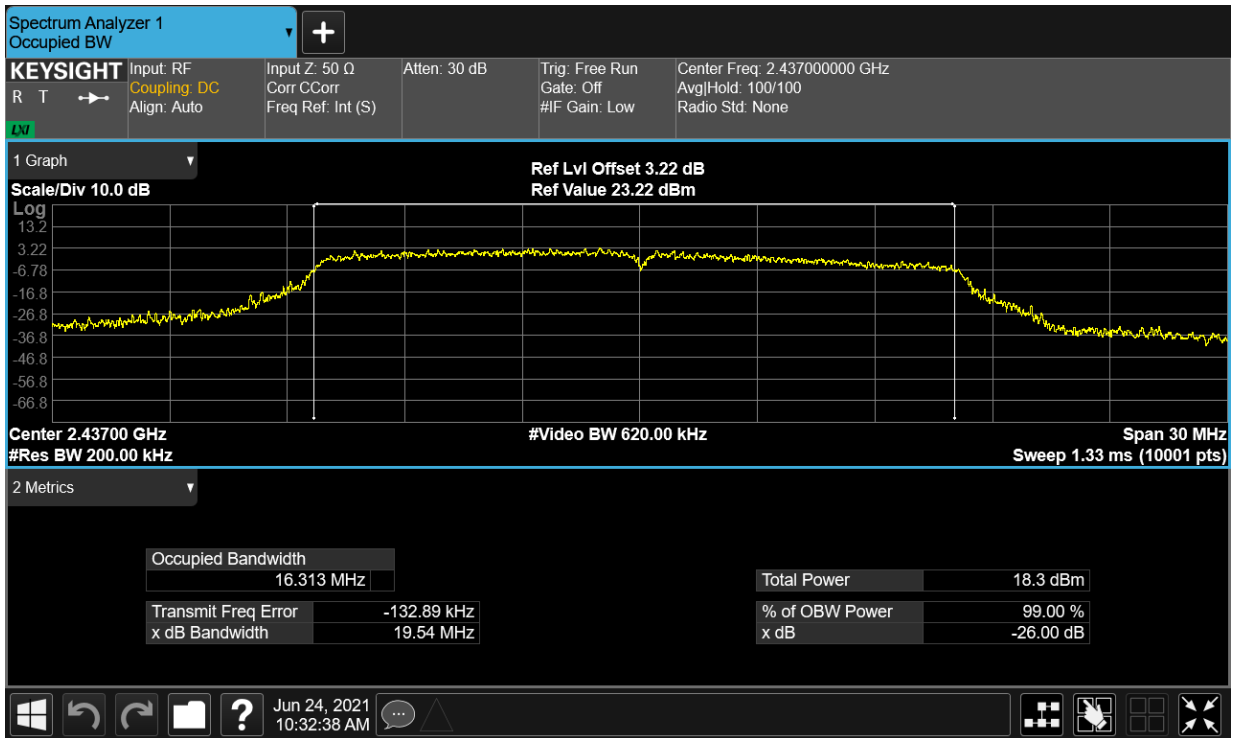 Spectrum Analyzer 1
Occupied BW
KEYSIGHT
R T
LXI
Input: RF
Coupling: DC
Align: Auto
Input Z: 50 Ω
Corr CCorr
Freq Ref: Int (S)
Atten: 30 dB
Trig: Free Run
Gate: Off
#IF Gain: Low
Center Freq: 2.437000000 GHz
Avg|Hold: 100/100
Radio Std: None
1 Graph
Scale/Div 10.0 dB
Ref Lvl Offset 3.22 dB
Ref Value 23.22 dBm
Log
13.2
3.22
-6.78
-16.8
-26.8
-36.8
-46.8
-56.8
-66.8
Center 2.43700 GHz
#Video BW 620.00 kHz
Span 30 MHz
#Res BW 200.00 kHz
Sweep 1.33 ms (10001 pts)
2 Metrics
Occupied Bandwidth
16.313 MHz
Total Power 18.3 dBm
Transmit Freq Error -132.89 kHz
% of OBW Power 99.00 %
x dB Bandwidth 19.54 MHz
x dB -26.00 dB
?
Jun 24, 2021
10:32:38 AM